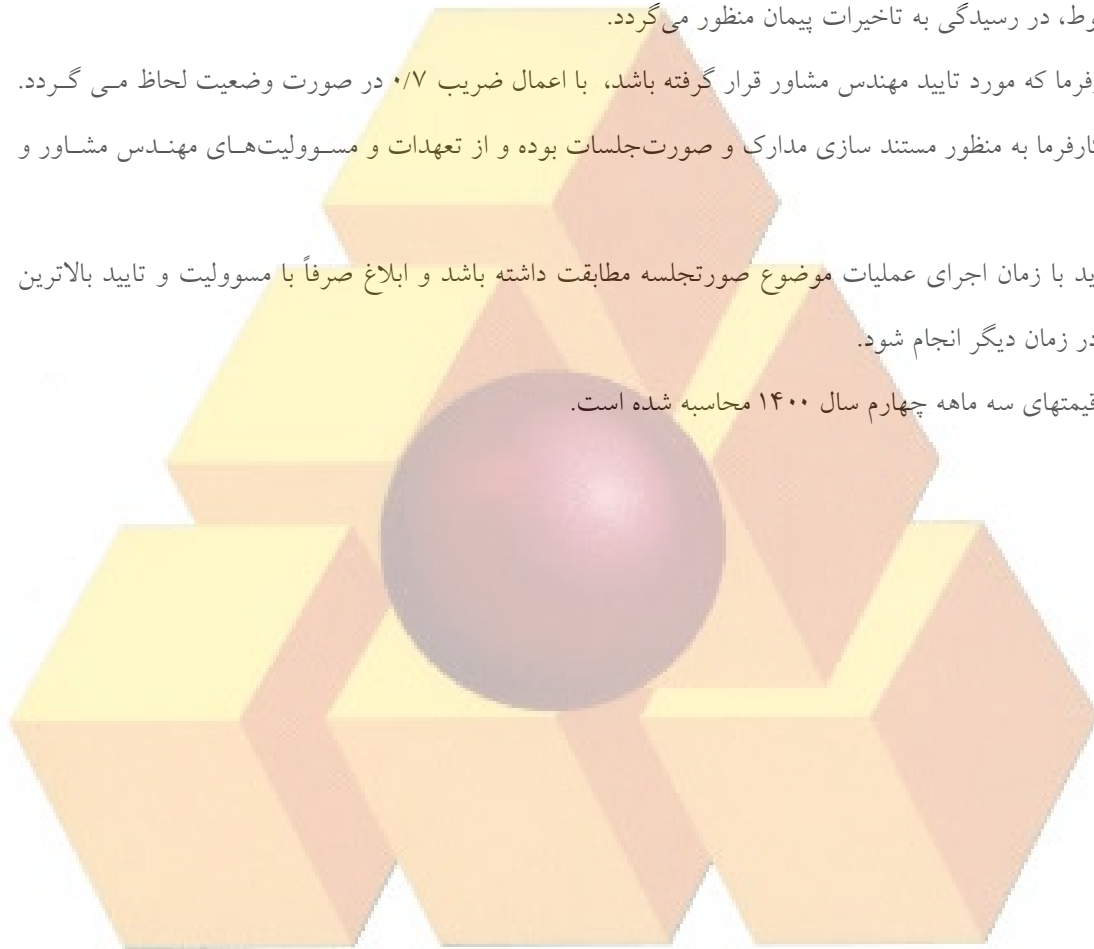 وط، در رسیدگی به تاخیرات پیمان منظور می‌گردد.
فرما که مورد تایید مهندس مشاور قرار گرفته باشد، با اعمال ضریب ۰/۷ در صورت وضعیت لحاظ مـی گـردد.
کارفرما به منظور مستند سازی مدارک و صورت‌جلسات بوده و از تعهدات و مسـوولیت‌هـای مهنـدس مشـاور و
ید با زمان اجرای عملیات موضوع صورتجلسه مطابقت داشته باشد و ابلاغ صرفاً با مسوولیت و تایید بالاترین
در زمان دیگر انجام شود.
قیمتهای سه ماهه چهارم سال ۱۴۰۰ محاسبه شده است.